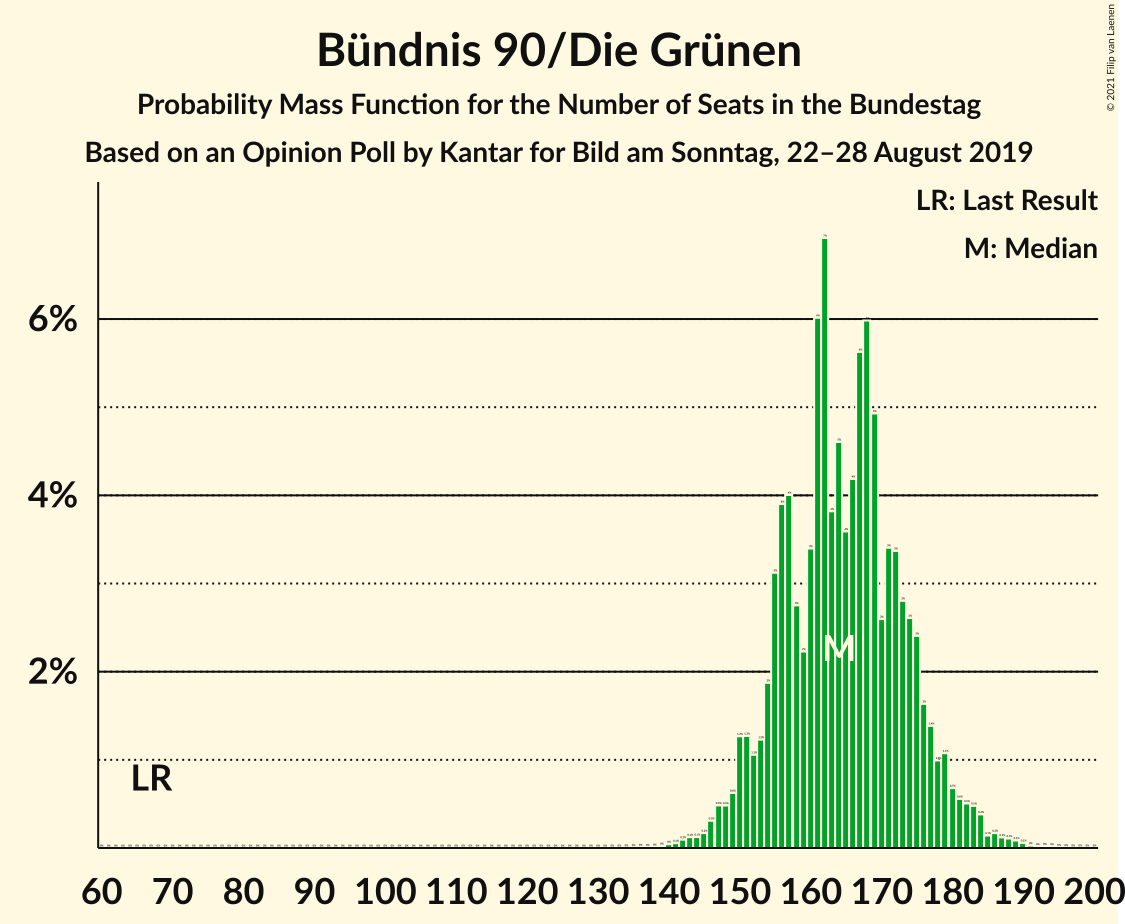 Bündnis 90/Die Grünen
Probability Mass Function for the Number of Seats in the Bundestag
Based on an Opinion Poll by Kantar for Bild am Sonntag, 22–28 August 2019
© 2021 Filip van Laenen
LR: Last Result
M: Median
6%
4%
2%
LR
M
60 70 80 90 100 110 120 130 140 150 160 170 180 190 200